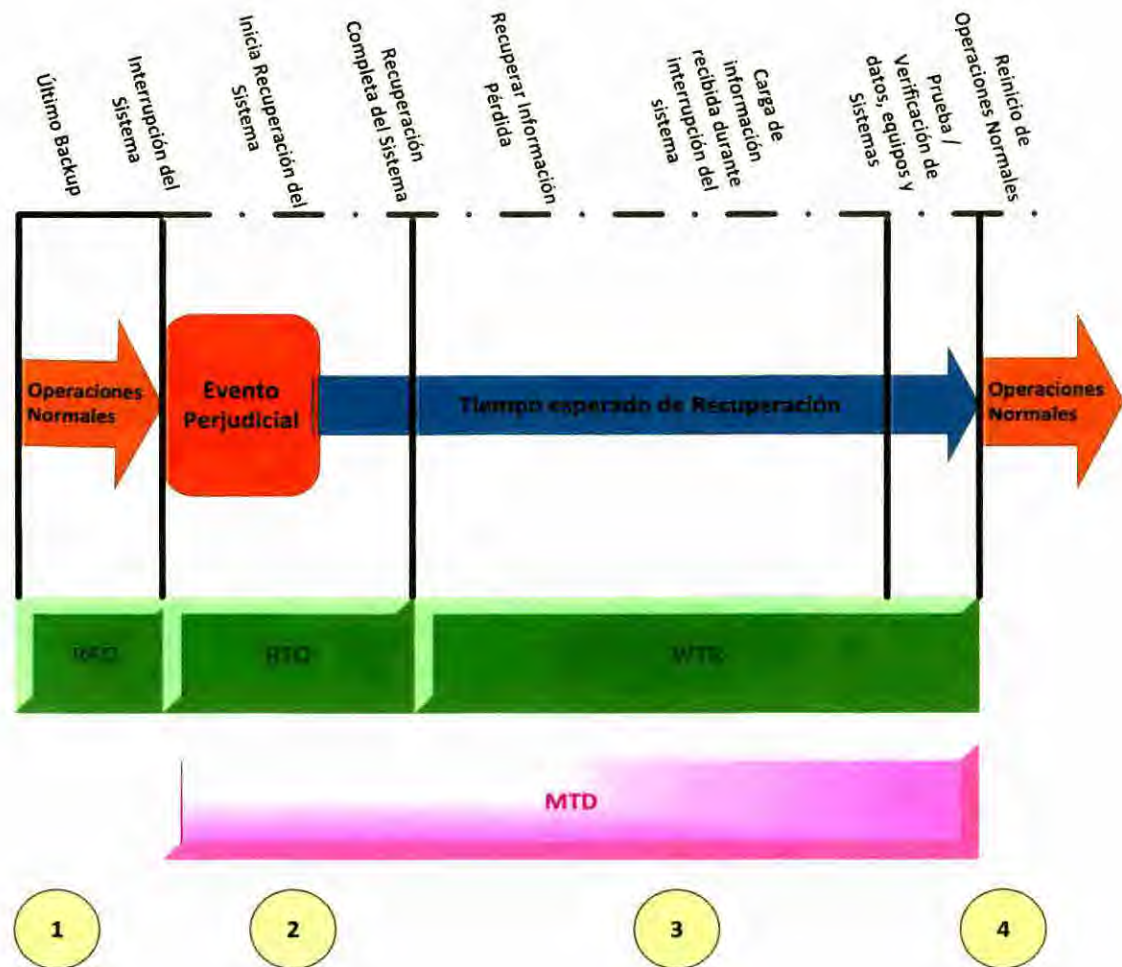 Último Backup
Interrupción del
Sistema
Inicia Recuperación del
Sistema
Recuperación
Completa del Sistema
Recuperar Información
Pérdida
Carga de
información
recibida durante
interrupción del
sistema
Prueba /
Verificación de
datos, equipos y
Sistemas
Reinicio de
Operaciones Normales
Operaciones
Normales
Evento
Perjudicial
Tiempo esperado de Recuperación
Operaciones
Normales
RPO
RTO
WTR
MTD
1
2
3
4